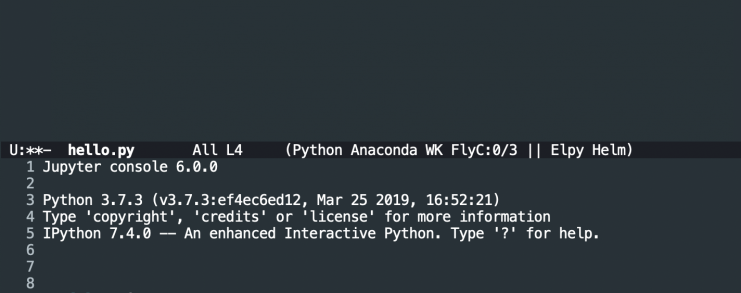 U:**-  hello.py       All L4     (Python Anaconda WK FlyC:0/3 || Elpy Helm)
1 Jupyter console 6.0.0
2
3 Python 3.7.3 (v3.7.3:ef4ec6ed12, Mar 25 2019, 16:52:21)
4 Type 'copyright', 'credits' or 'license' for more information
5 IPython 7.4.0 -- An enhanced Interactive Python. Type '?' for help.
6
7
8